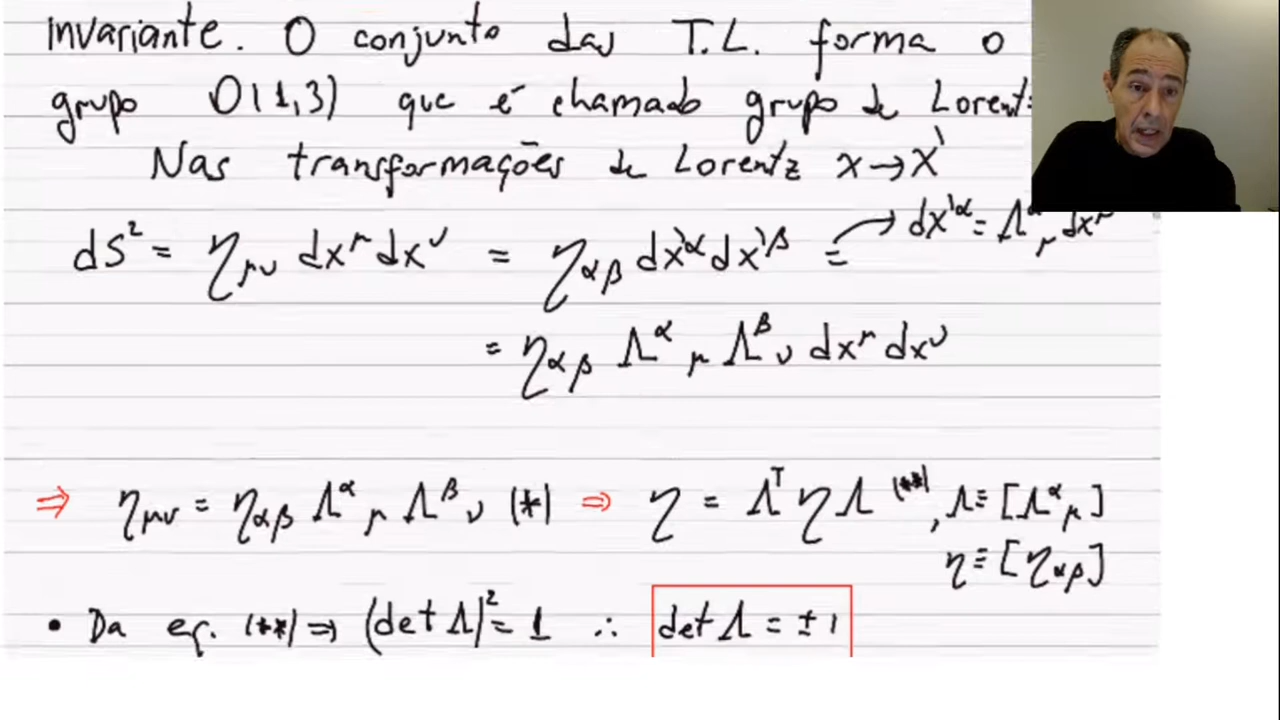 invariante. O conjunto das T.L. forma o
grupo O(1,3) que é chamado grupo de Lorentz
Nas transformações de Lorentz x → x'
dS² = η_μν dx^μ dx^ν = η_αβ dx'^α dx'^β = → dx'^α = Λ^α_μ dx^μ
= η_αβ Λ^α_μ Λ^β_ν dx^μ dx^ν
⇒ η_μν = η_αβ Λ^α_μ Λ^β_ν (*) ⇒ η = Λ^T η Λ (**), Λ ≡ [Λ^α_μ]
η ≡ [η_αβ]
• Da eq. (**) ⇒ (det Λ)² = 1 ∴ det Λ = ± 1